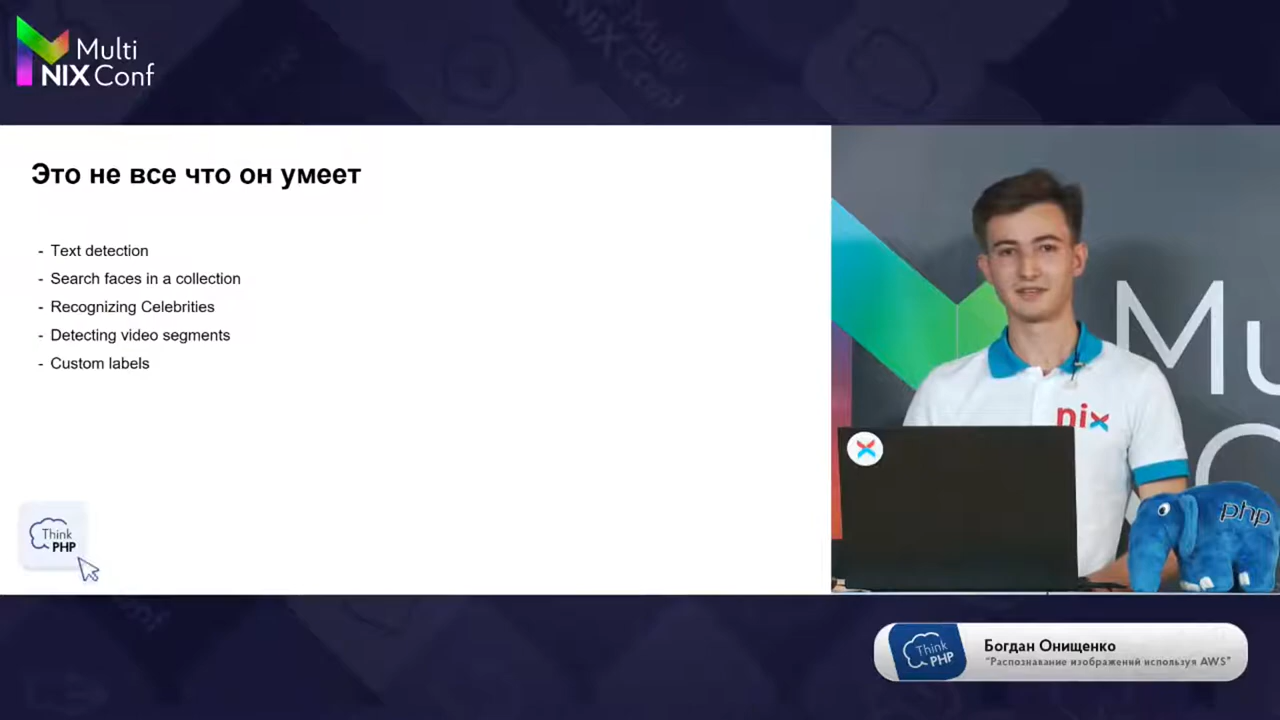 Multi
NIX Conf
Это не все что он умеет
- Text detection
- Search faces in a collection
- Recognizing Celebrities
- Detecting video segments
- Custom labels
Think
PHP
Mu
nix
php
Think
PHP
Богдан Онищенко
"Распознавание изображений используя AWS"